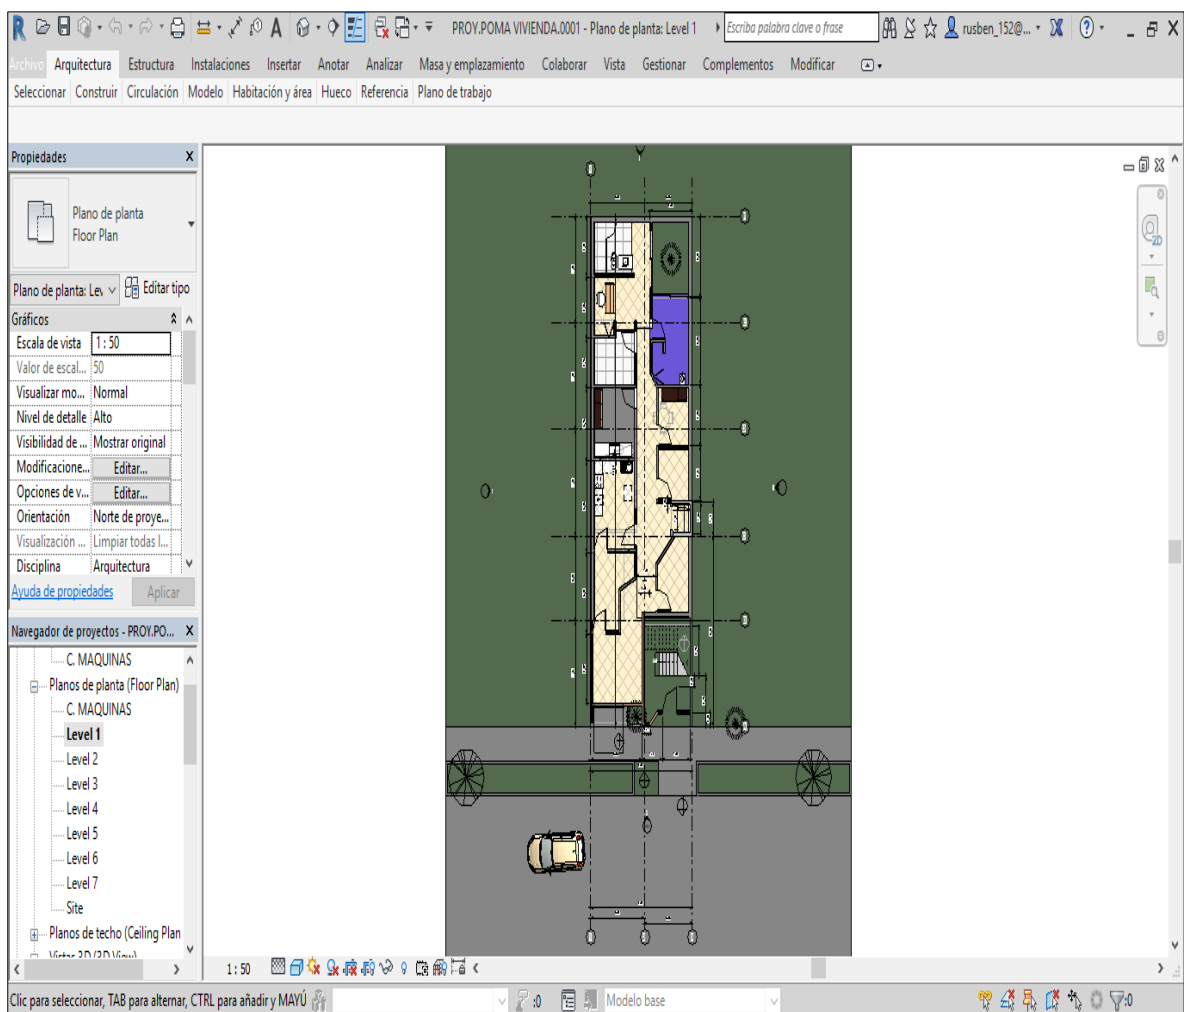 PROY.POMA VIVIENDA.0001 - Plano de planta: Level 1
Escriba palabra clave o frase
rusben_152@...
Archivo Arquitectura Estructura Instalaciones Insertar Anotar Analizar Masa y emplazamiento Colaborar Vista Gestionar Complementos Modificar
Seleccionar Construir Circulación Modelo Habitación y área Hueco Referencia Plano de trabajo
Propiedades X
Plano de planta
Floor Plan
Plano de planta: Lev Editar tipo
Gráficos
Escala de vista 1 : 50
Valor de escal... 50
Visualizar mo... Normal
Nivel de detalle Alto
Visibilidad de ... Mostrar original
Modificacione... Editar...
Opciones de v... Editar...
Orientación Norte de proye...
Visualización ... Limpiar todas l...
Disciplina Arquitectura
Ayuda de propiedades Aplicar
Navegador de proyectos - PROY.PO... X
C. MAQUINAS
Planos de planta (Floor Plan)
C. MAQUINAS
Level 1
Level 2
Level 3
Level 4
Level 5
Level 6
Level 7
Site
Planos de techo (Ceiling Plan
Vistas 3D (3D View)
2D
1 : 50
Clic para seleccionar, TAB para alternar, CTRL para añadir y MAYÚ
:0
Modelo base
:0